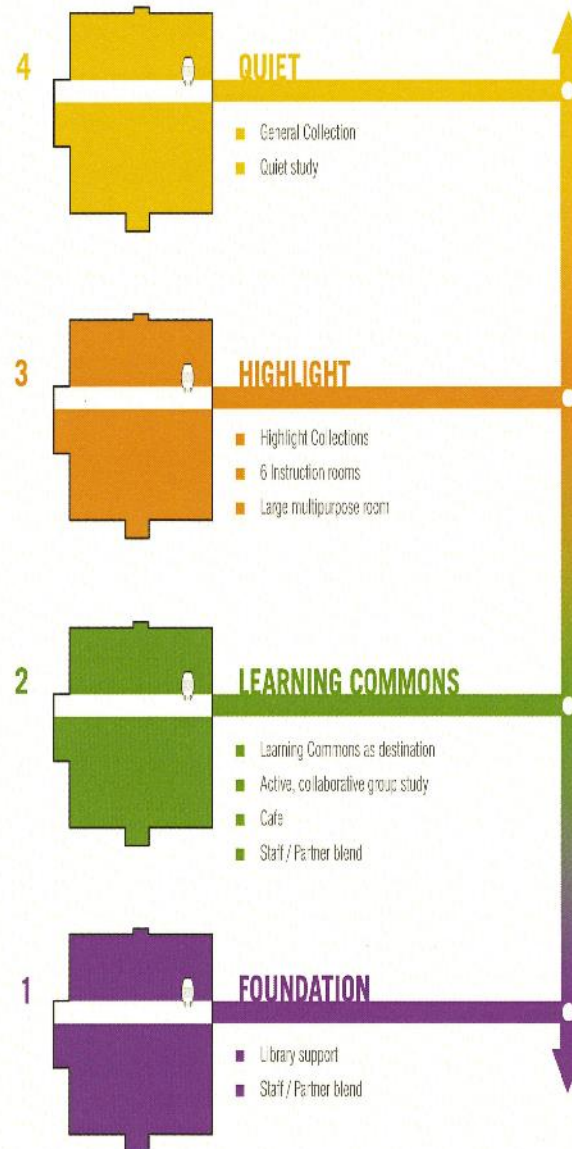 4
QUIET
General Collection
Quiet study
3
HIGHLIGHT
Highlight Collections
6 Instruction rooms
Large multipurpose room
2
LEARNING COMMONS
Learning Commons as destination
Active, collaborative group study
Cafe
Staff / Partner blend
1
FOUNDATION
Library support
Staff / Partner blend